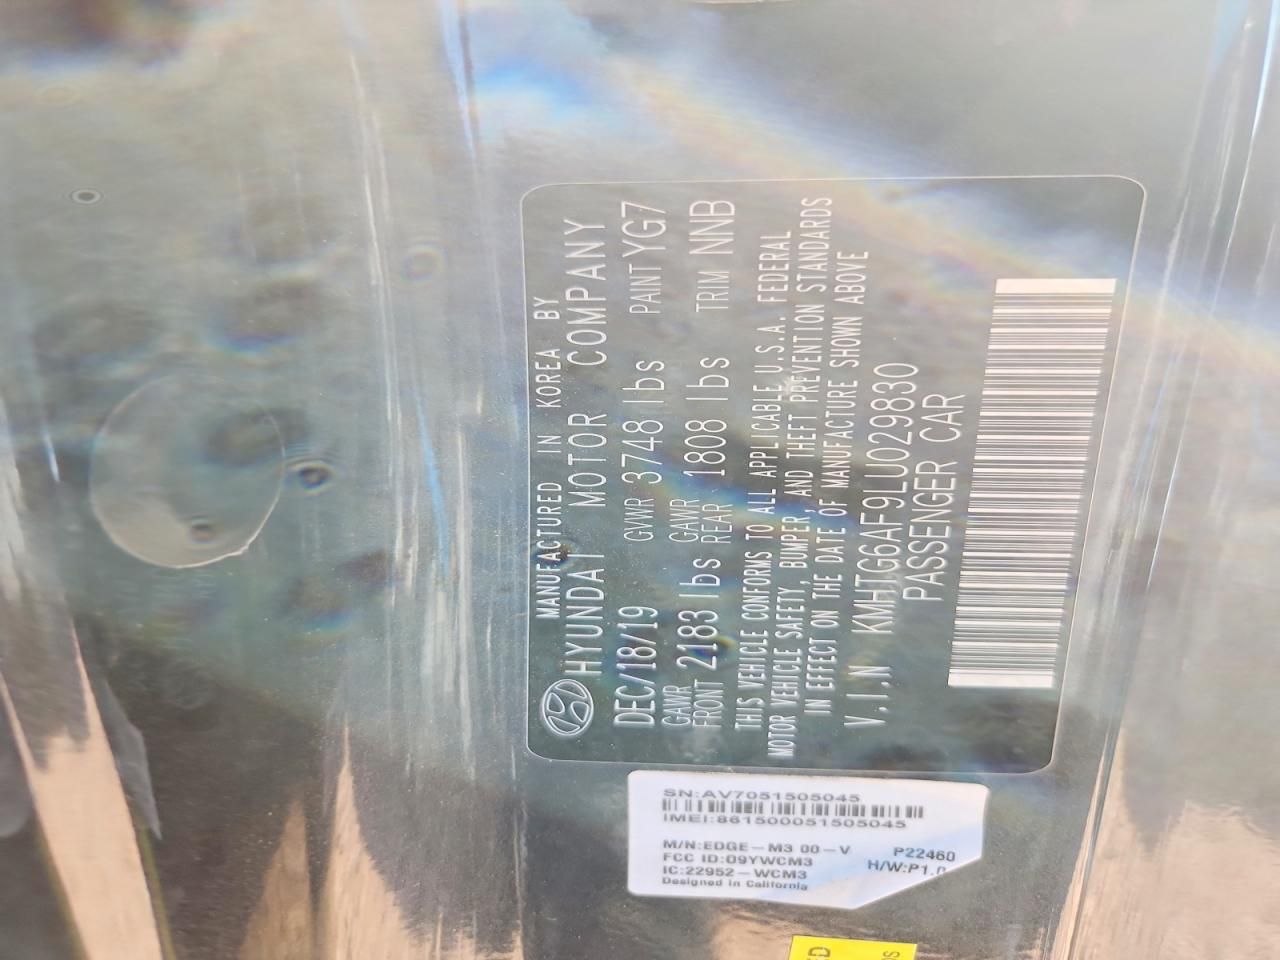 MANUFACTURED IN KOREA BY
HYUNDAI MOTOR COMPANY
DEC/18/19 GVWR 3748 lbs PAINT YG7
GAWR FRONT 2183 lbs GAWR REAR 1808 lbs TRIM NNB
THIS VEHICLE CONFORMS TO ALL APPLICABLE U.S.A. FEDERAL
MOTOR VEHICLE SAFETY, BUMPER, AND THEFT PREVENTION STANDARDS
IN EFFECT ON THE DATE OF MANUFACTURE SHOWN ABOVE
V.I.N KMHTG6AF9LU029830
PASSENGER CAR
SN:AV7051505045
IMEI:861500051505045
M/N:EDGE-M3 00-V P22460
FCC ID:O9YWCM3 H/W:P1.0
IC:22952-WCM3
Designed in California